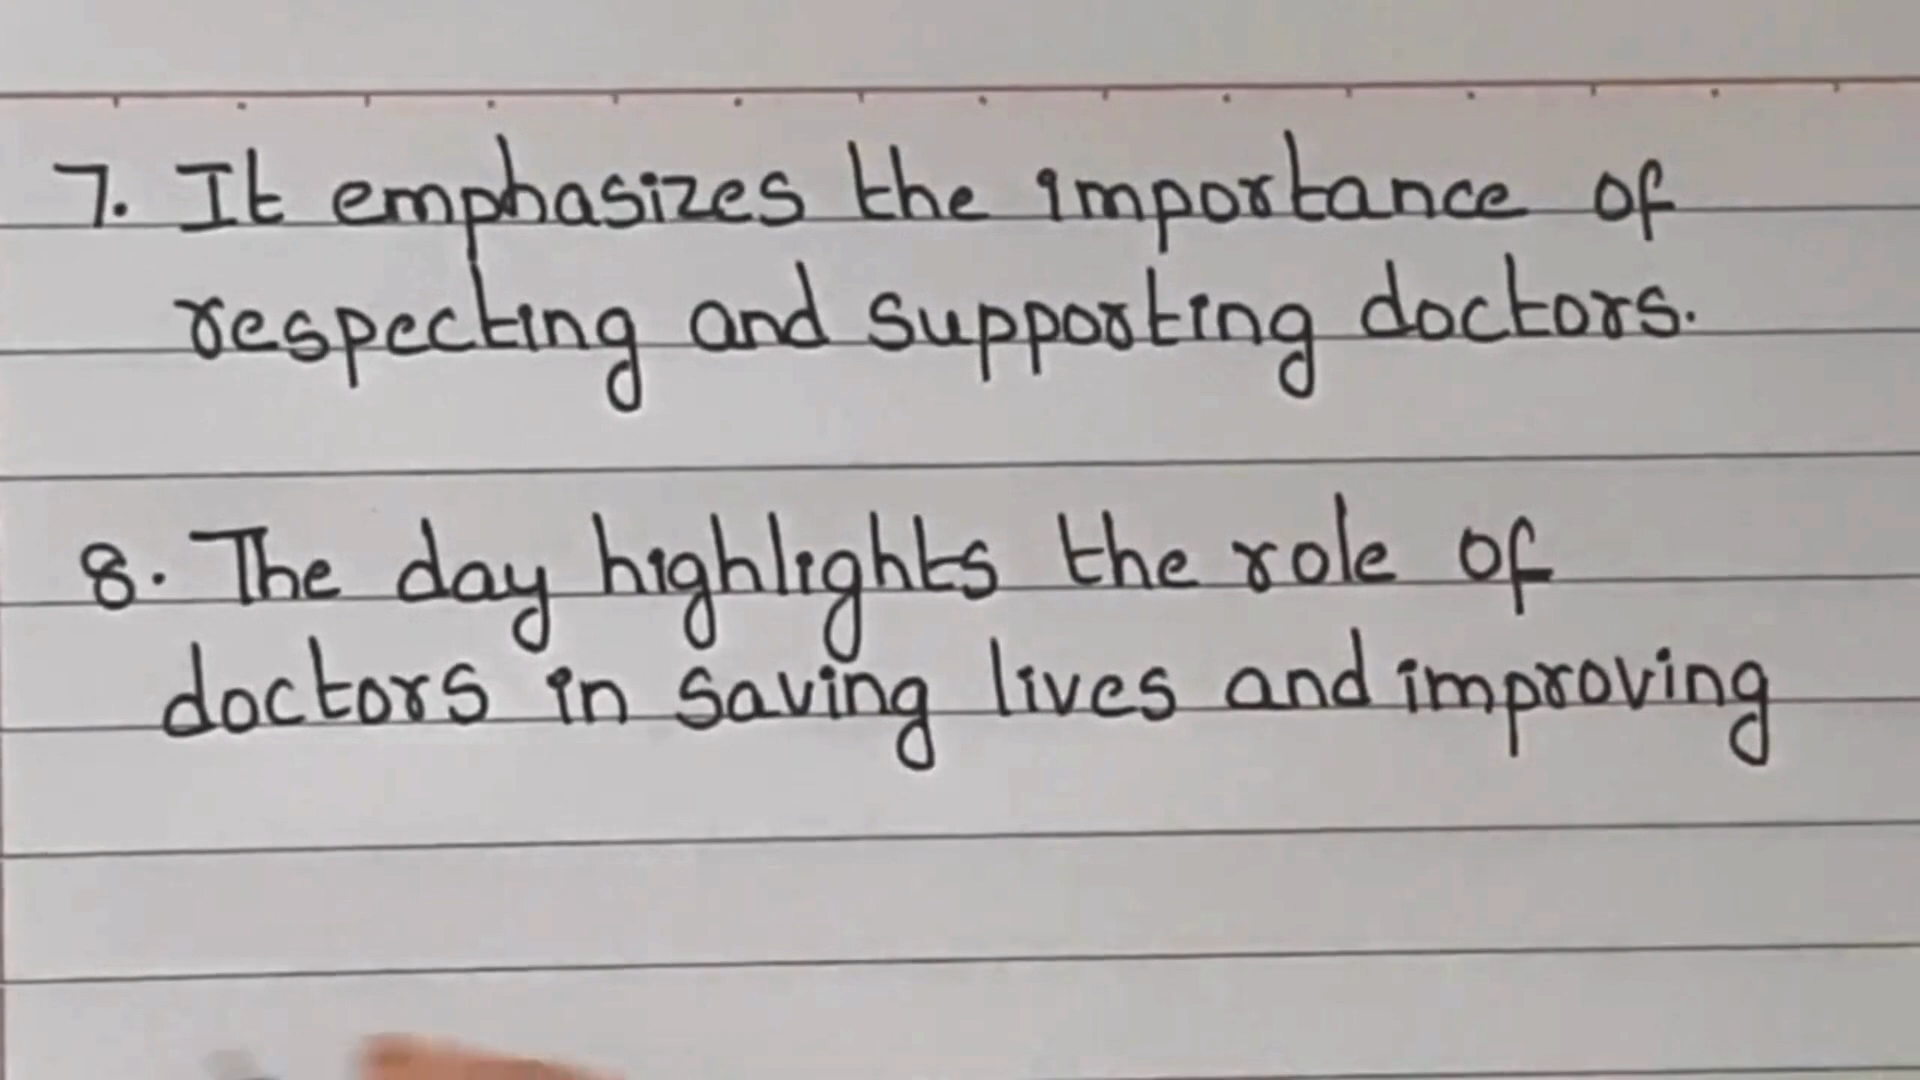 7. It emphasizes the importance of
respecting and supporting doctors.
8. The day highlights the role of
doctors in saving lives and improving